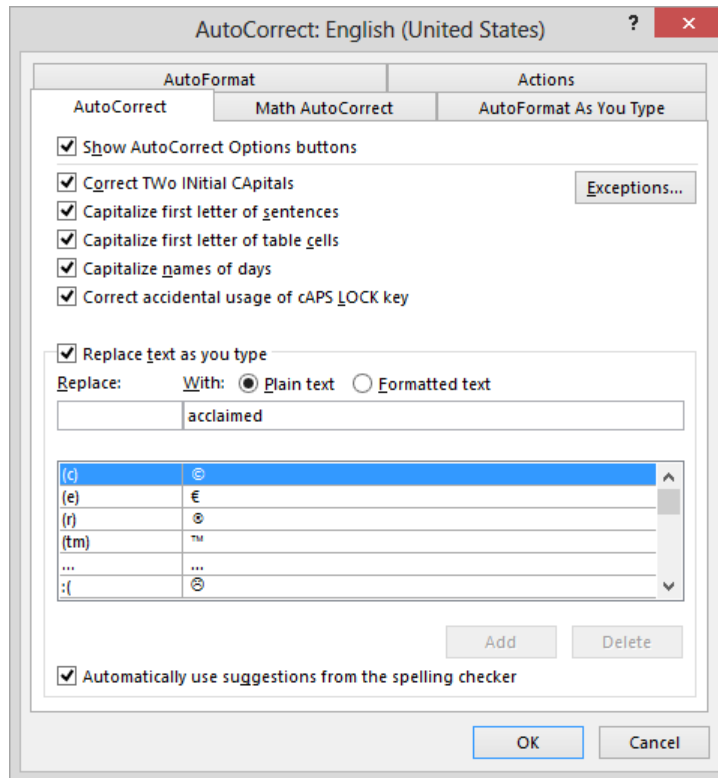 AutoCorrect: English (United States) ? ×
AutoFormat Actions
AutoCorrect Math AutoCorrect AutoFormat As You Type
Show AutoCorrect Options buttons
Correct TWo INitial CApitals Exceptions...
Capitalize first letter of sentences
Capitalize first letter of table cells
Capitalize names of days
Correct accidental usage of cAPS LOCK key
Replace text as you type
Replace: With: Plain text Formatted text
acclaimed
(c) ©
(e) €
(r) ®
(tm) ™
... ...
:( ☹
Add Delete
Automatically use suggestions from the spelling checker
OK Cancel